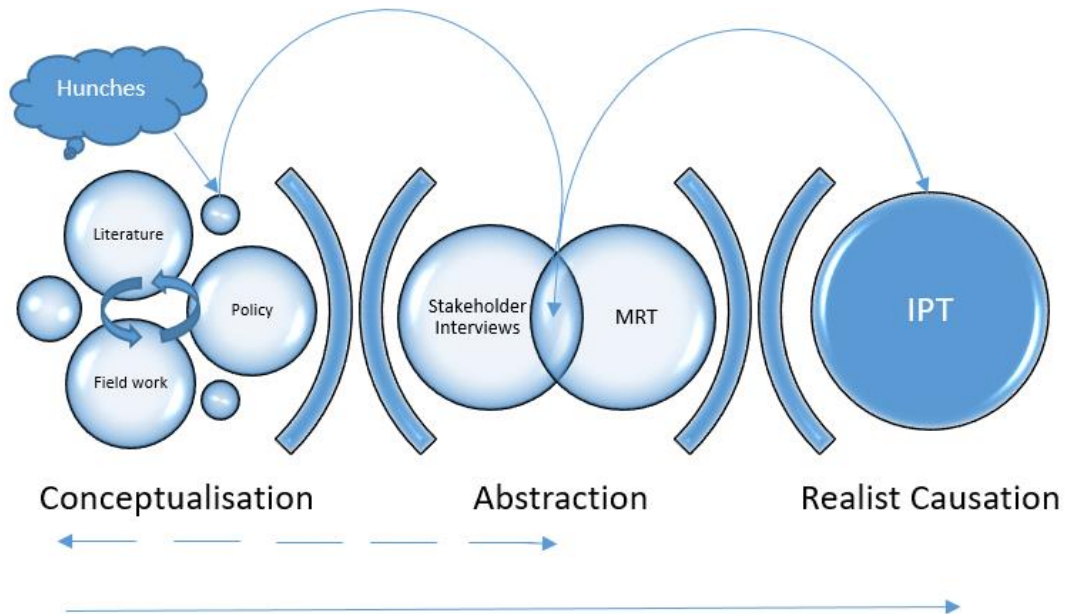 Hunches
Literature
Policy
Field work
Stakeholder
Interviews
MRT
IPT
Conceptualisation
Abstraction
Realist Causation